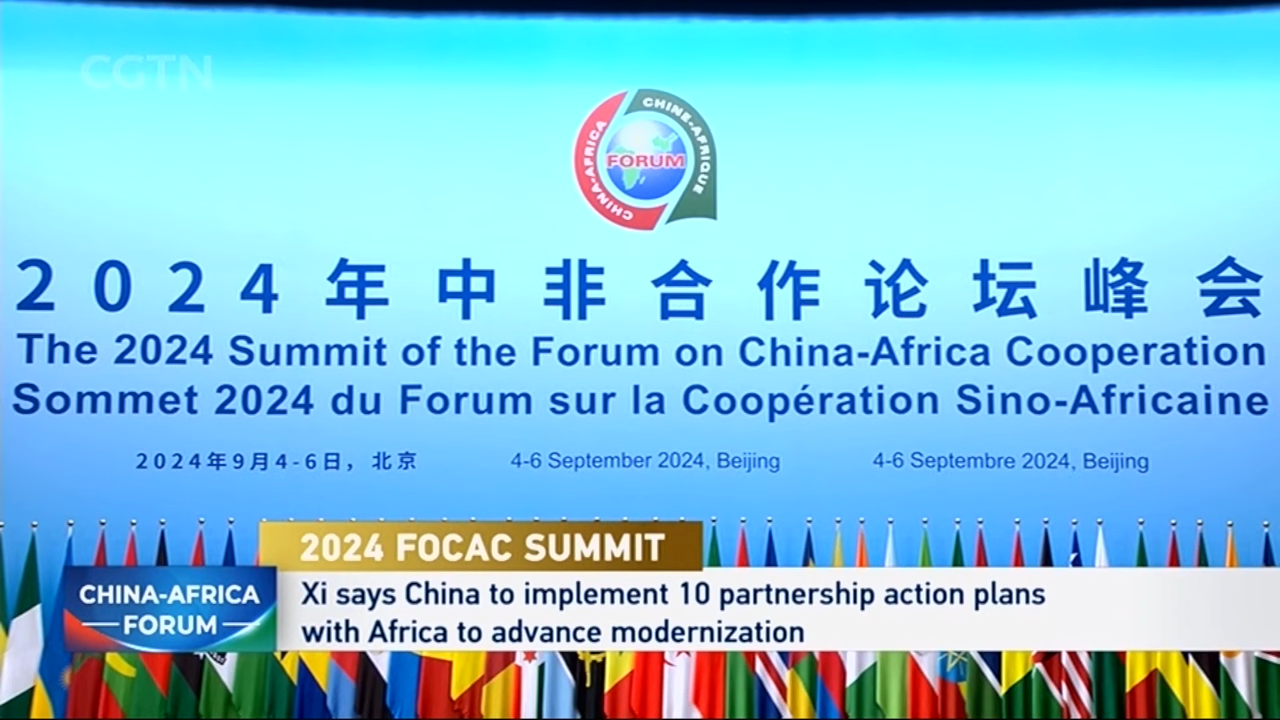 CGTN
CHINA-AFRICA
CHINE-AFRIQUE
FORUM
2024年中非合作论坛峰会
The 2024 Summit of the Forum on China-Africa Cooperation
Sommet 2024 du Forum sur la Coopération Sino-Africaine
2024年9月4-6日，北京
4-6 September 2024, Beijing
4-6 Septembre 2024, Beijing
2024 FOCAC SUMMIT
CHINA-AFRICA
FORUM
Xi says China to implement 10 partnership action plans
with Africa to advance modernization